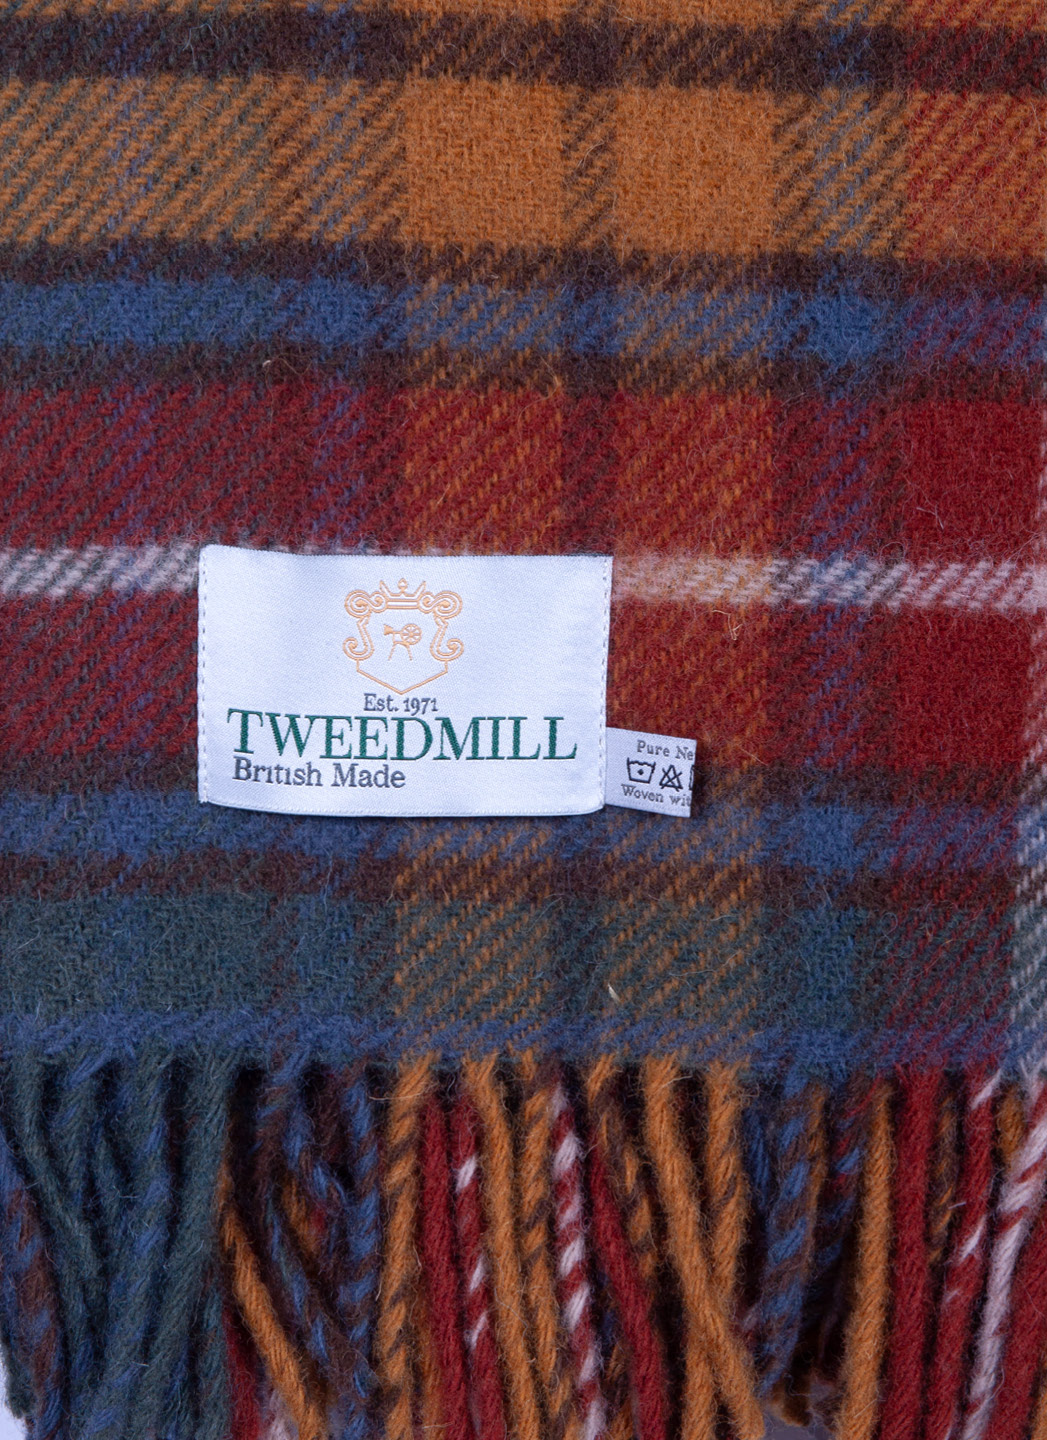 Est. 1971
TWEEDMILL
British Made
Pure Ne
Woven wit